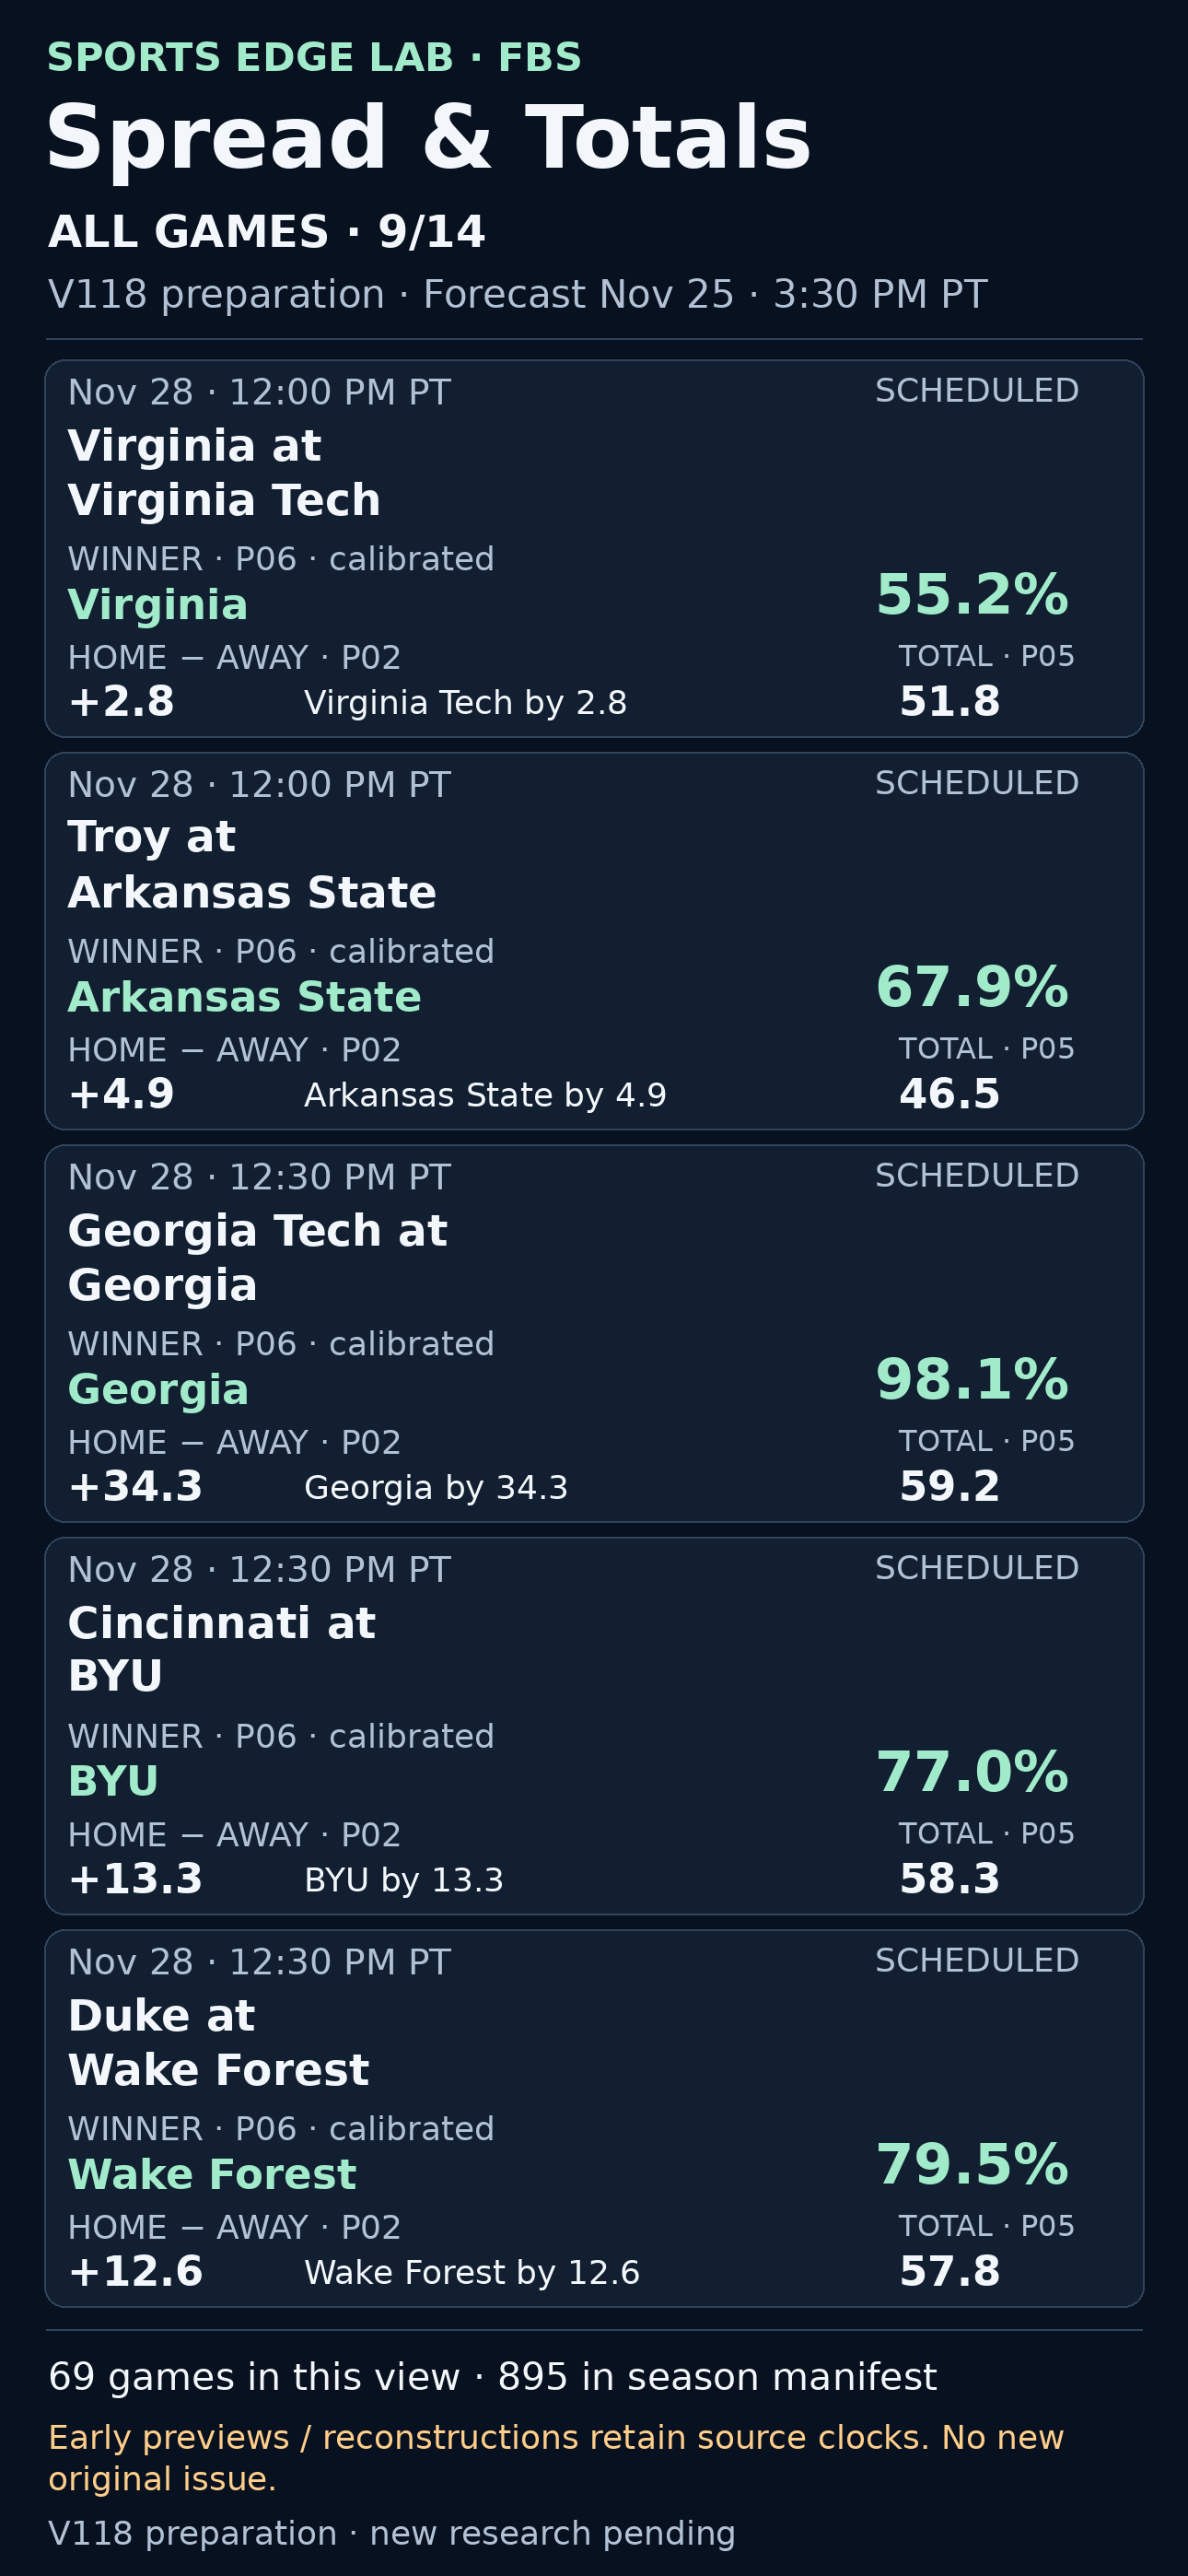 SPORTS EDGE LAB · FBS
Spread & Totals
ALL GAMES · 9/14
V118 preparation · Forecast Nov 25 · 3:30 PM PT
Nov 28 · 12:00 PM PT SCHEDULED
Virginia at
Virginia Tech
WINNER · P06 · calibrated
Virginia 55.2%
HOME − AWAY · P02 TOTAL · P05
+2.8 Virginia Tech by 2.8 51.8
Nov 28 · 12:00 PM PT SCHEDULED
Troy at
Arkansas State
WINNER · P06 · calibrated
Arkansas State 67.9%
HOME − AWAY · P02 TOTAL · P05
+4.9 Arkansas State by 4.9 46.5
Nov 28 · 12:30 PM PT SCHEDULED
Georgia Tech at
Georgia
WINNER · P06 · calibrated
Georgia 98.1%
HOME − AWAY · P02 TOTAL · P05
+34.3 Georgia by 34.3 59.2
Nov 28 · 12:30 PM PT SCHEDULED
Cincinnati at
BYU
WINNER · P06 · calibrated
BYU 77.0%
HOME − AWAY · P02 TOTAL · P05
+13.3 BYU by 13.3 58.3
Nov 28 · 12:30 PM PT SCHEDULED
Duke at
Wake Forest
WINNER · P06 · calibrated
Wake Forest 79.5%
HOME − AWAY · P02 TOTAL · P05
+12.6 Wake Forest by 12.6 57.8
69 games in this view · 895 in season manifest
Early previews / reconstructions retain source clocks. No new
original issue.
V118 preparation · new research pending